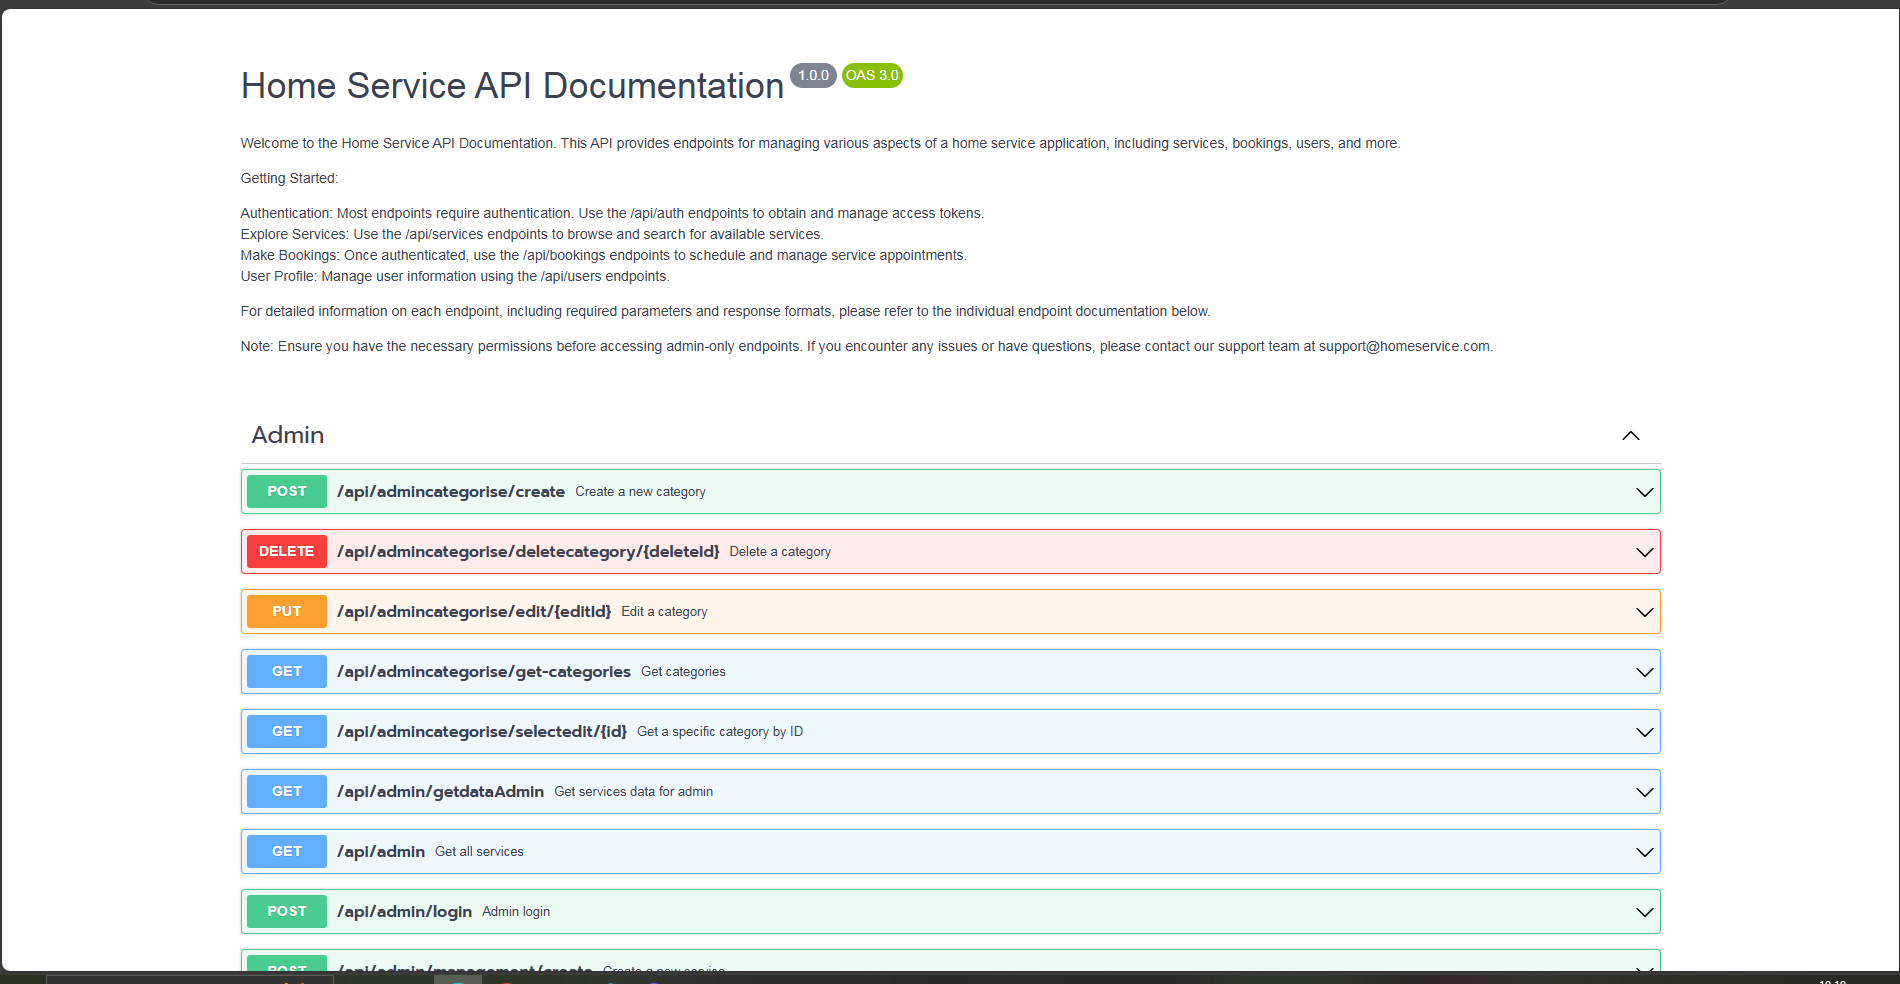 Home Service API Documentation 1.0.0 OAS 3.0
Welcome to the Home Service API Documentation. This API provides endpoints for managing various aspects of a home service application, including services, bookings, users, and more.
Getting Started:
Authentication: Most endpoints require authentication. Use the /api/auth endpoints to obtain and manage access tokens.
Explore Services: Use the /api/services endpoints to browse and search for available services.
Make Bookings: Once authenticated, use the /api/bookings endpoints to schedule and manage service appointments.
User Profile: Manage user information using the /api/users endpoints.
For detailed information on each endpoint, including required parameters and response formats, please refer to the individual endpoint documentation below.
Note: Ensure you have the necessary permissions before accessing admin-only endpoints. If you encounter any issues or have questions, please contact our support team at support@homeservice.com.
Admin
POST /api/admincategorise/create Create a new category
DELETE /api/admincategorise/deletecategory/{deleteId} Delete a category
PUT /api/admincategorise/edit/{editId} Edit a category
GET /api/admincategorise/get-categories Get categories
GET /api/admincategorise/selectedit/{id} Get a specific category by ID
GET /api/admin/getdataAdmin Get services data for admin
GET /api/admin Get all services
POST /api/admin/login Admin login
POST /api/admin/management/create Create a new service